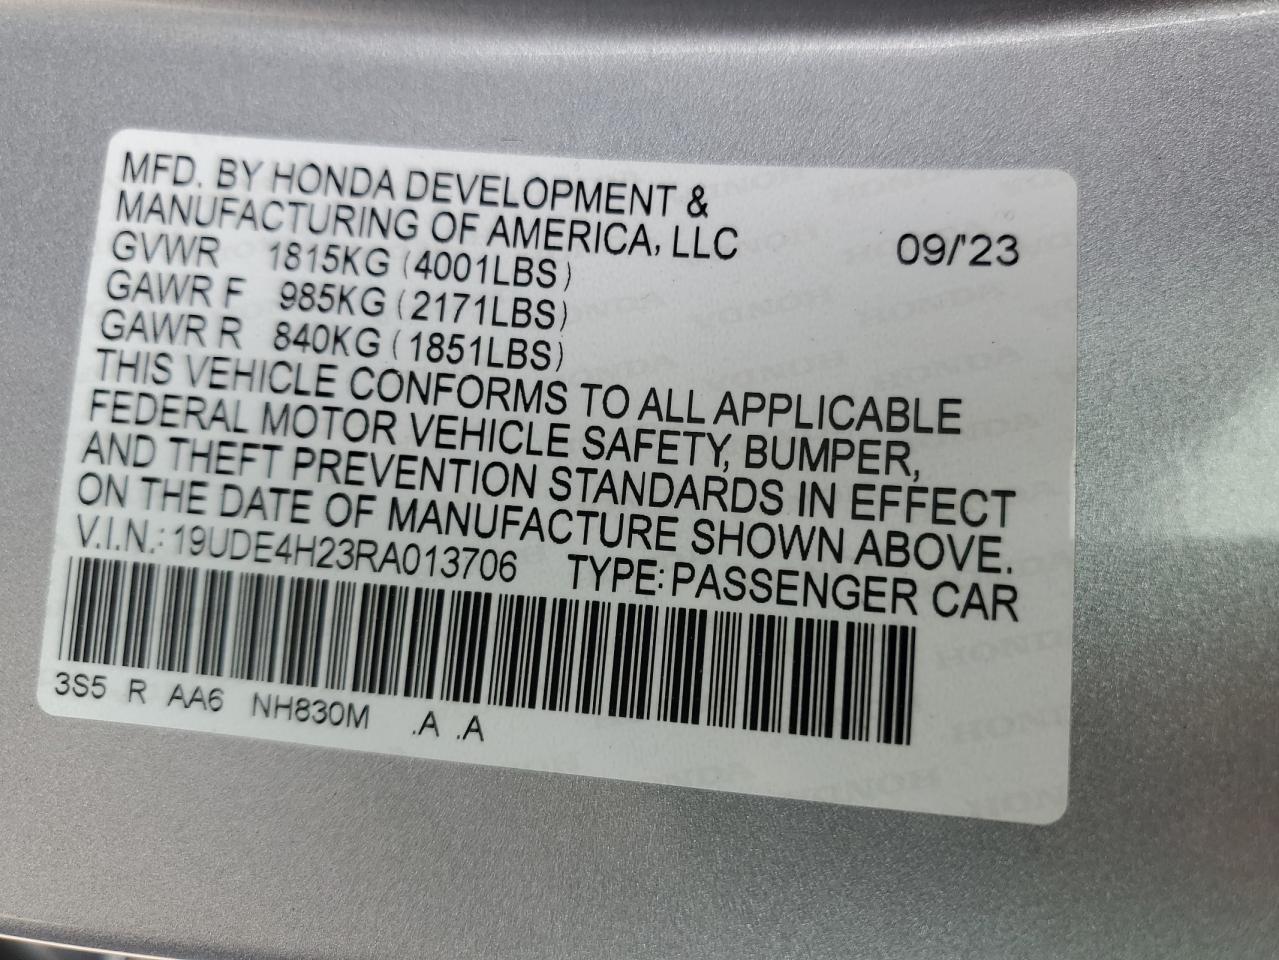 MFD. BY HONDA DEVELOPMENT &
MANUFACTURING OF AMERICA, LLC 09/'23
GVWR 1815KG (4001LBS)
GAWR F 985KG (2171LBS)
GAWR R 840KG (1851LBS)
THIS VEHICLE CONFORMS TO ALL APPLICABLE
FEDERAL MOTOR VEHICLE SAFETY, BUMPER,
AND THEFT PREVENTION STANDARDS IN EFFECT
ON THE DATE OF MANUFACTURE SHOWN ABOVE.
V.I.N.: 19UDE4H23RA013706 TYPE: PASSENGER CAR
3S5 R AA6 NH830M .A .A